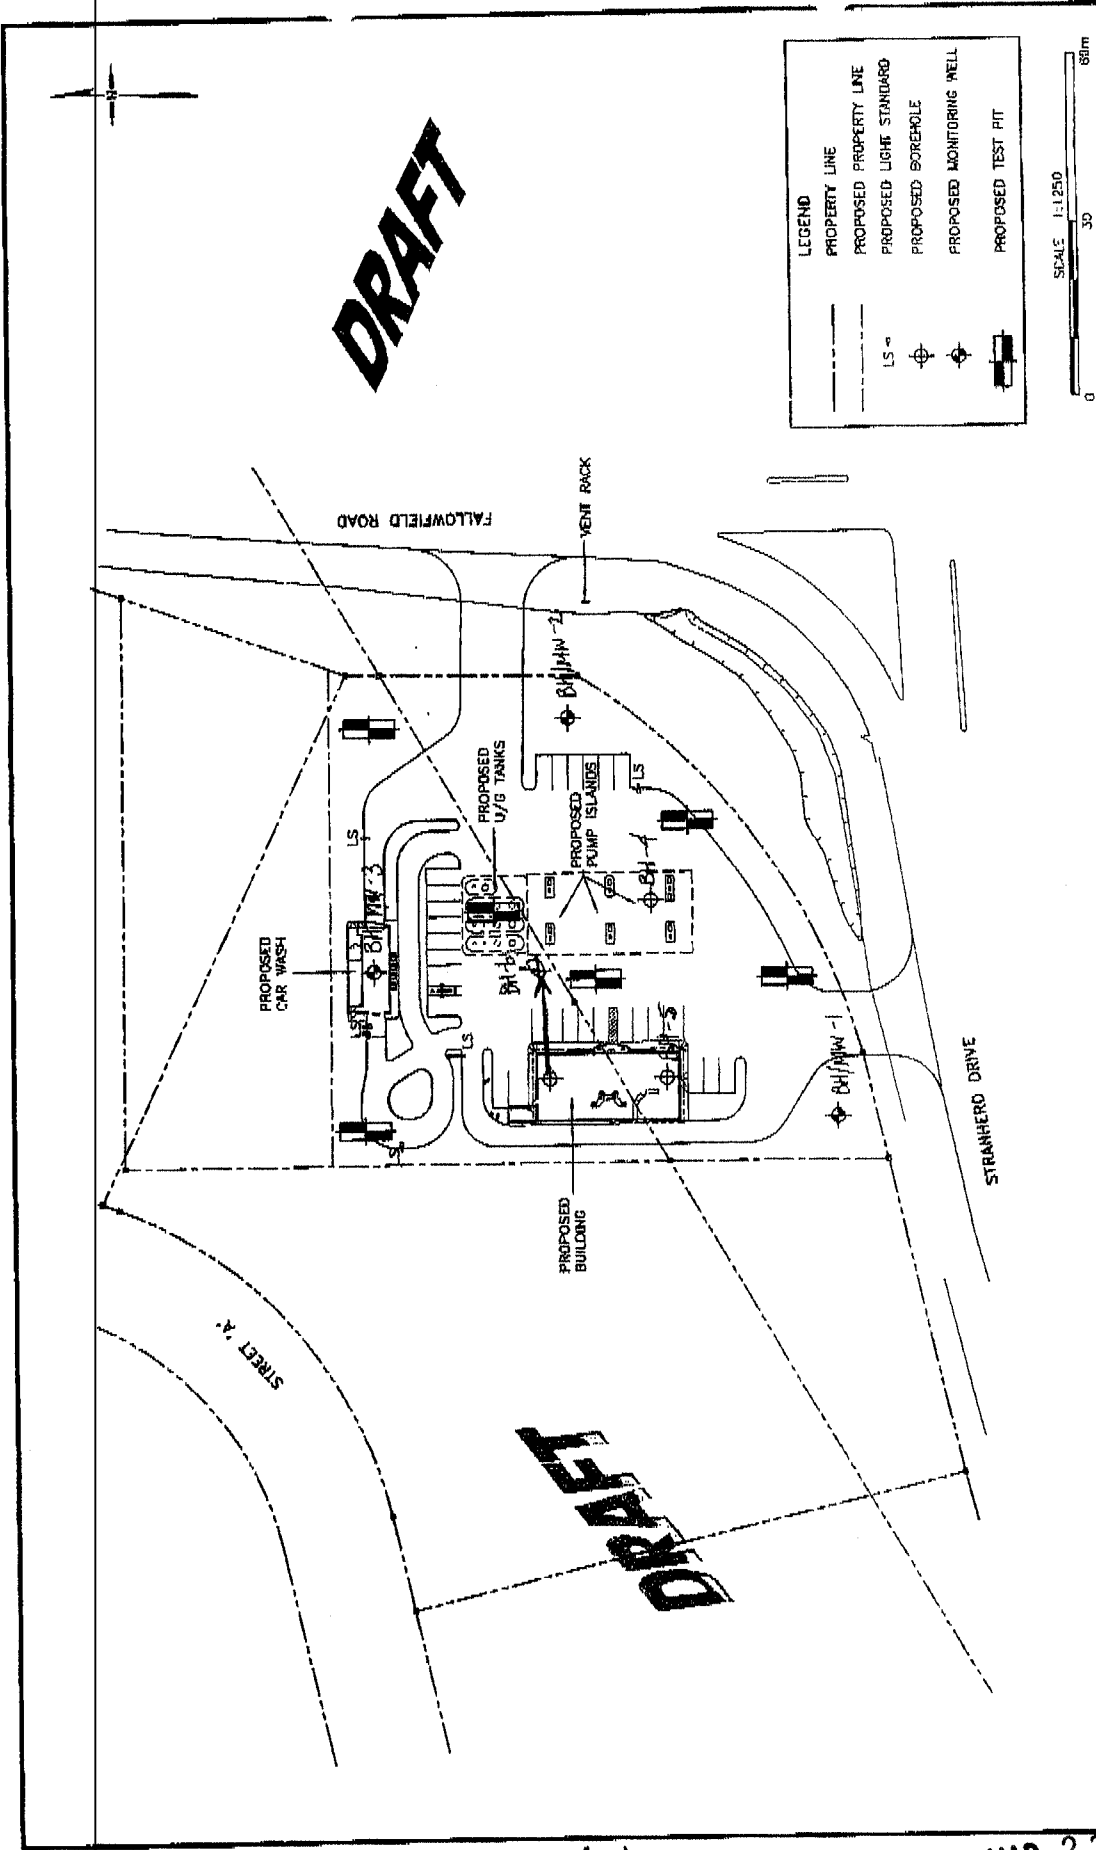 N
DRAFT
LEGEND
PROPERTY LINE
PROPOSED PROPERTY LINE
LS PROPOSED LIGHT STANDARD
PROPOSED BOREHOLE
PROPOSED MONITORING WELL
PROPOSED TEST PIT
SCALE 1:1250
0 30 60m
FALLOWFIELD ROAD
VENT RACK
BH/MW-2
PROPOSED
U/G TANKS
PROPOSED
PUMP ISLANDS
LS
BH-4
LS
BH/MW-3
PROPOSED
CAR WASH
LS
LS
LS
BH/MW-1
STRANHERD DRIVE
PROPOSED
BUILDING
STREET 'A'
DRAFT